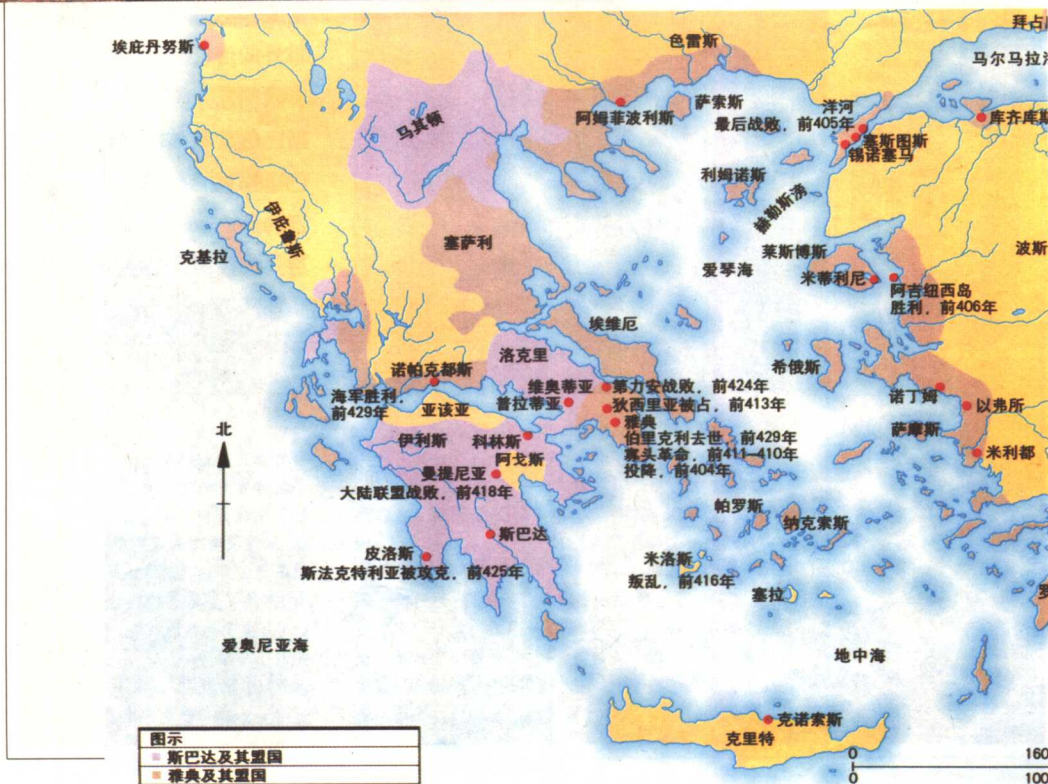 拜占
色雷斯
埃庇丹努斯
马尔马拉
萨索斯
洋河
阿姆菲波利斯
最后战败，前405年
库齐库斯
马其顿
塞斯图斯
锡诺塞马
利姆诺斯
赫勒斯滂
伊庇鲁斯
塞萨利
莱斯博斯
波斯
克基拉
爱琴海
米蒂利尼
阿吉纽西岛
胜利，前406年
埃维厄
洛克里
希俄斯
诺帕克都斯
维奥蒂亚
第力安战败，前424年
诺丁姆
海军胜利，
前429年
亚该亚
普拉蒂亚
狄西里亚被占，前413年
以弗所
雅典
北
伊利斯
科林斯
伯里克利去世，前429年
萨摩斯
寡头革命，前411–410年
米利都
阿戈斯
投降，前404年
曼提尼亚
大陆联盟战败，前418年
帕罗斯
纳克索斯
斯巴达
皮洛斯
斯法克特利亚被攻克，前425年
米洛斯
叛乱，前416年
塞拉
罗
爱奥尼亚海
地中海
克诺索斯
克里特
图示
斯巴达及其盟国
雅典及其盟国
0
160
0
100